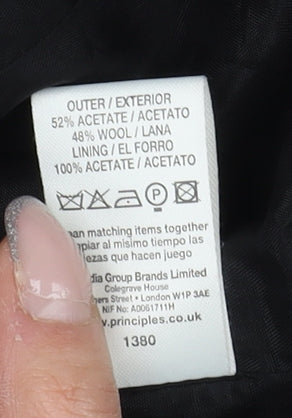 OUTER / EXTERIOR
52% ACETATE / ACETATO
48% WOOL / LANA
LINING / EL FORRO
100% ACETATE / ACETATO
P
matching items together
al mismo tiempo las
que hacen juego
Group Brands Limited
Colegrave House
Street • London W1P 3AE
NIF No: A0061711H
.principles.co.uk
1380